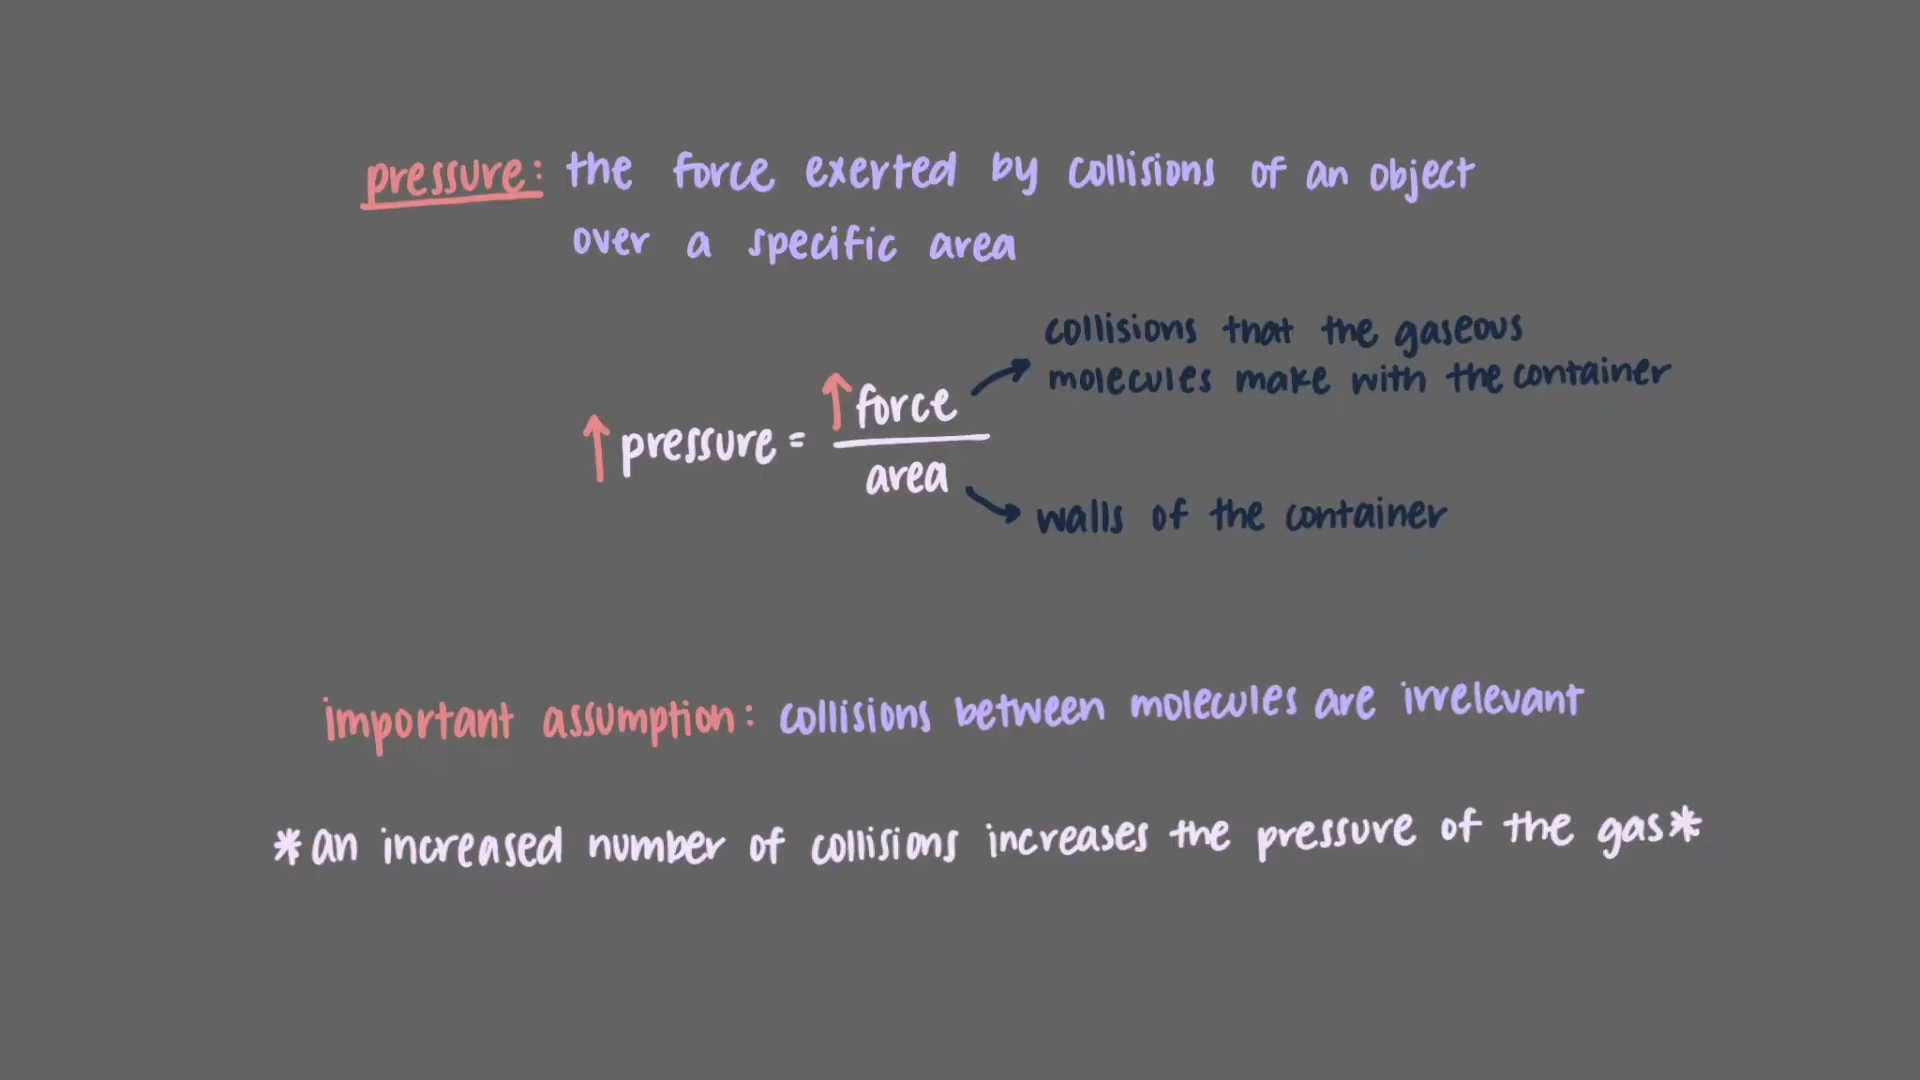 pressure: the force exerted by collisions of an object
over a specific area
collisions that the gaseous
molecules make with the container
↑ pressure = ↑ force
area
walls of the container
important assumption: collisions between molecules are irrelevant
*an increased number of collisions increases the pressure of the gas*